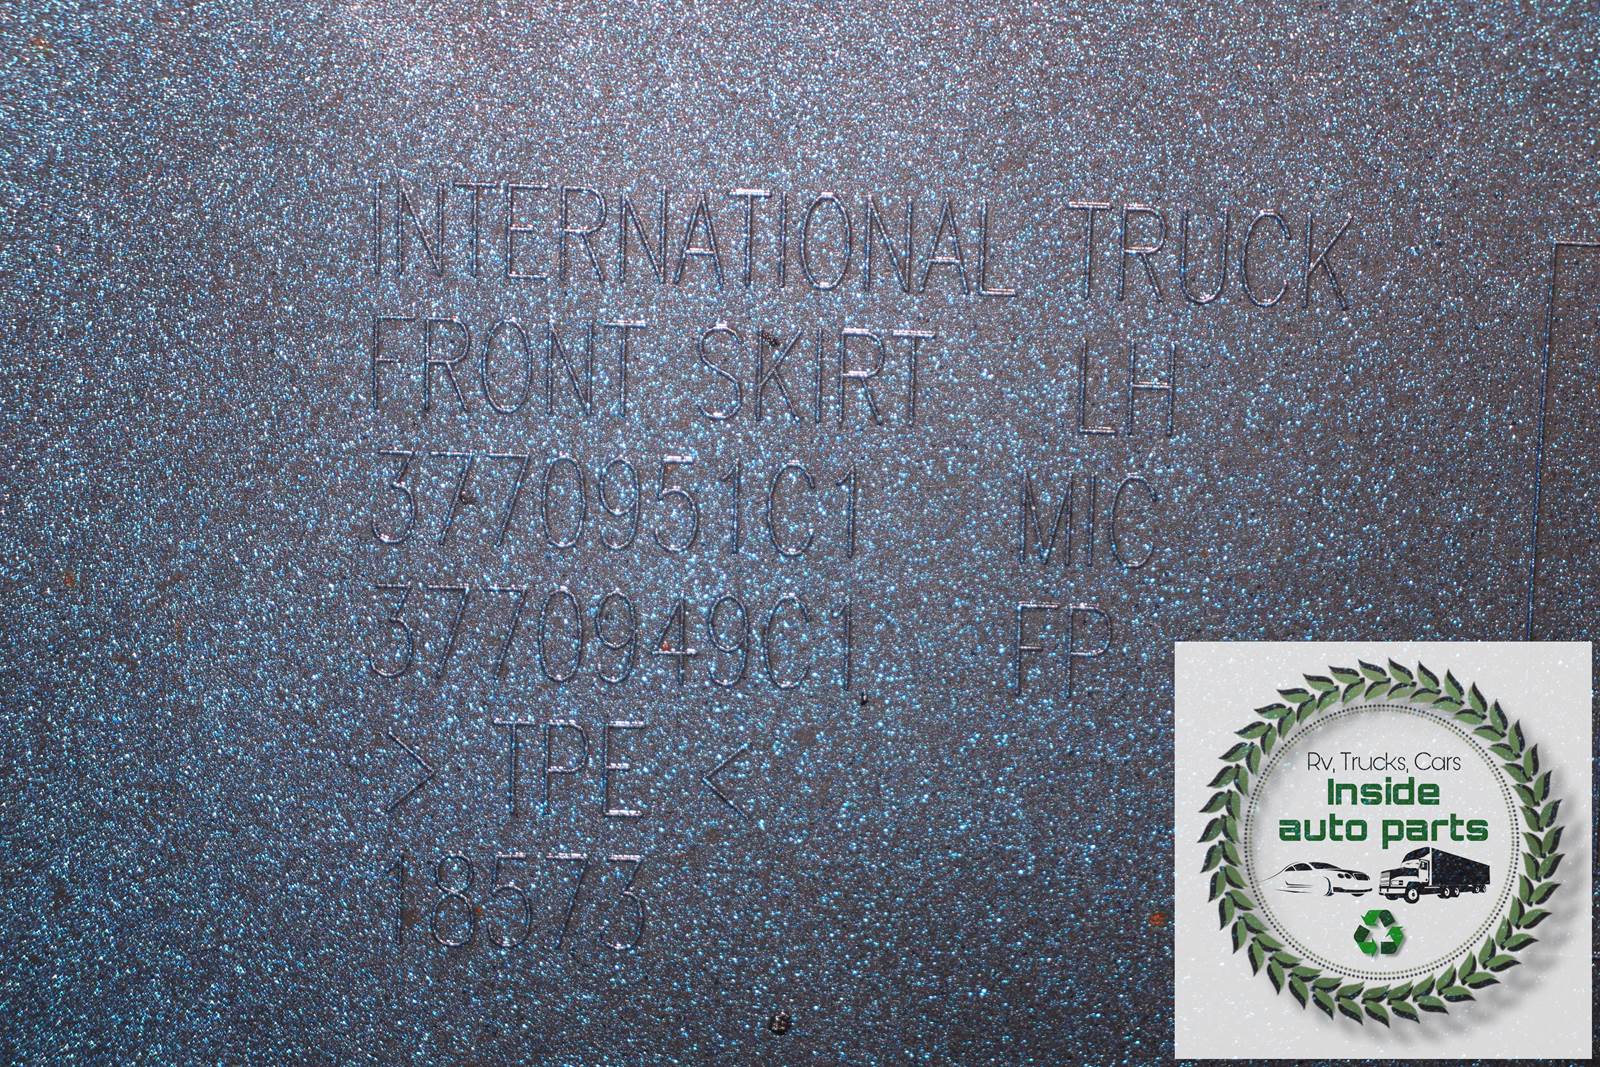 INTERNATIONAL TRUCK
FRONT SKIRT LH
3770951C1 MIC
3770949C1 FP
> TPE <
18573
Rv, Trucks, Cars
Inside
auto parts